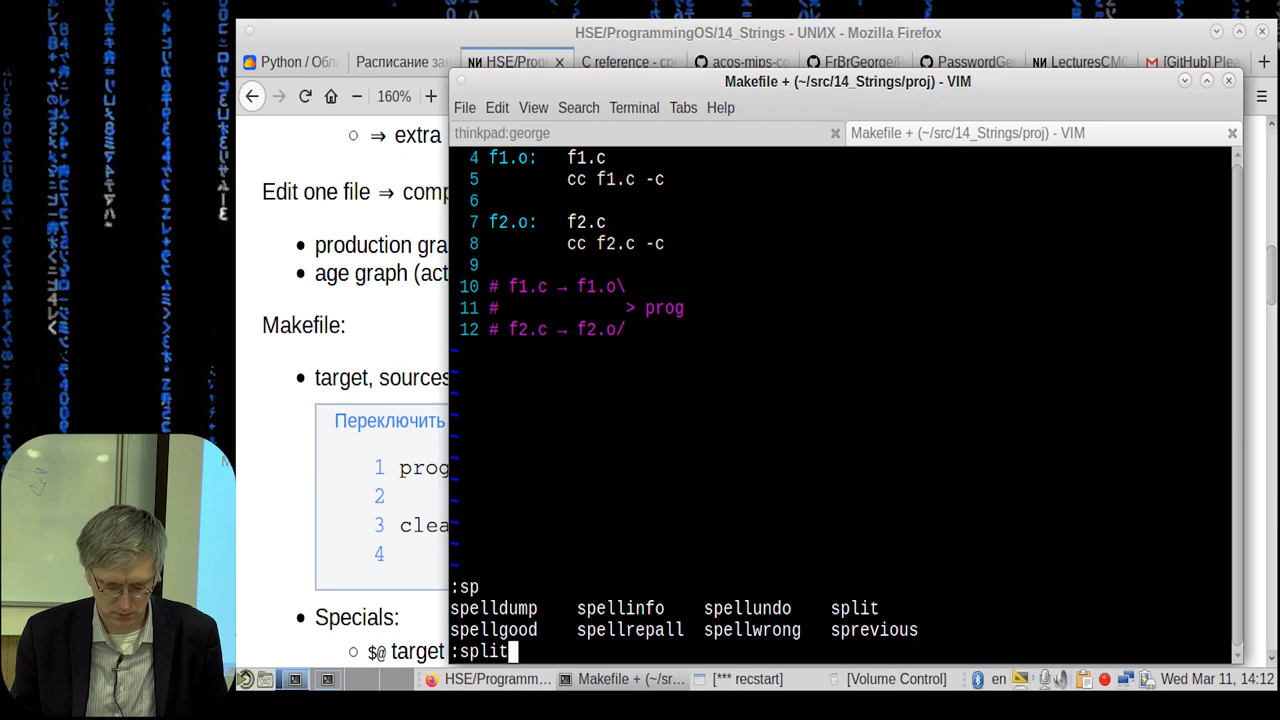 HSE/ProgrammingOS/14_Strings - UNИX - Mozilla Firefox
Python / Обла
Расписание за
HSE/Prog
C reference - cp
acos-mips-co
FrBrGeorge/F
PasswordGe
LecturesCMC
[GitHub] Plea
160%
Makefile + (~/src/14_Strings/proj) - VIM
File Edit View Search Terminal Tabs Help
thinkpad:george
Makefile + (~/src/14_Strings/proj) - VIM
⇒ extra
Edit one file ⇒ comp
production gra
age graph (act
Makefile:
target, sources
Переключить
1 prog
2
3 clea
4
Specials:
$@ target
4 f1.o: f1.c
5 cc f1.c -c
6
7 f2.o: f2.c
8 cc f2.c -c
9
10 # f1.c → f1.o\
11 # > prog
12 # f2.c → f2.o/
~
~
~
~
~
~
~
~
~
~
~
:sp
spelldump spellinfo spellundo split
spellgood spellrepall spellwrong sprevious
:split
HSE/Programm...
Makefile + (~/sr...
[*** recstart]
[Volume Control]
en
Wed Mar 11, 14:12